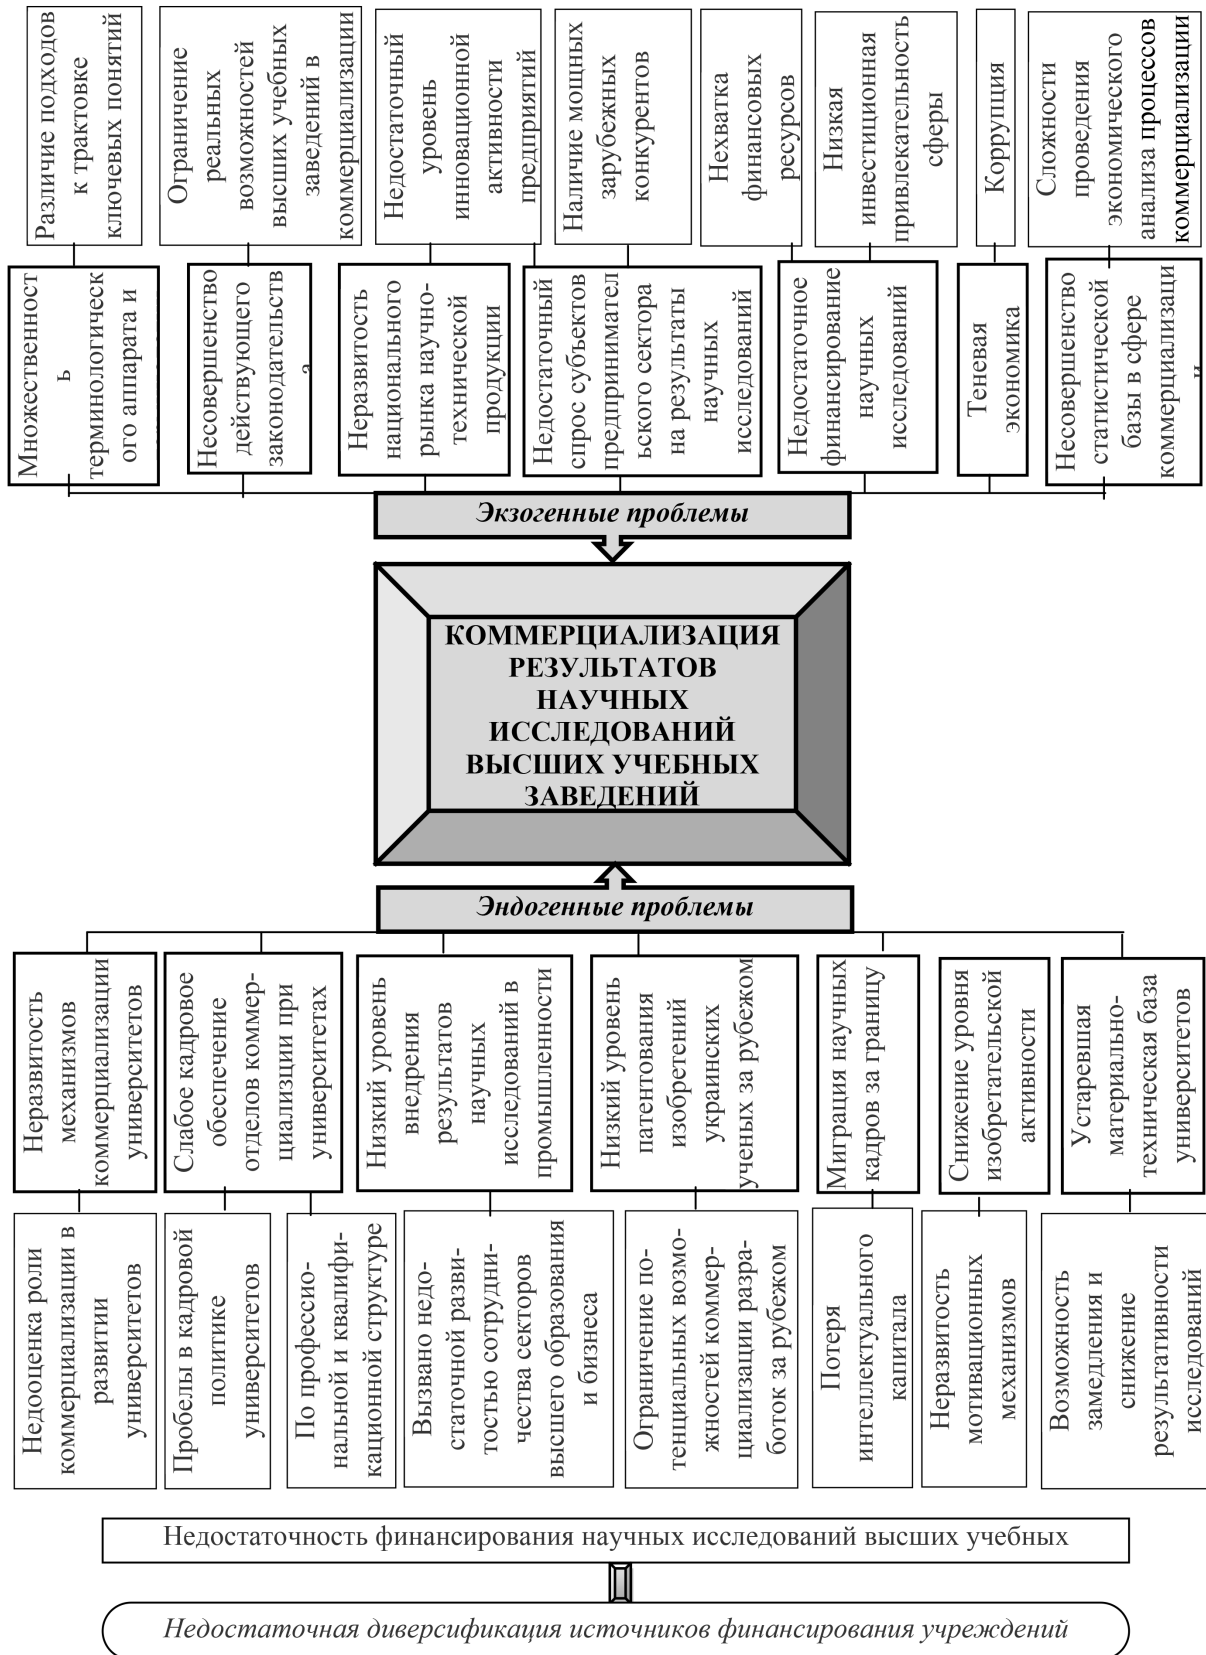 Различие подходов
к трактовке
ключевых понятий
Ограничение
реальных
возможностей
высших учебных
заведений в
коммерциализации
Недостаточный
уровень
инновационной
активности
предприятий
Наличие мощных
зарубежных
конкурентов
Нехватка
финансовых
ресурсов
Низкая
инвестиционная
привлекательность
сферы
Коррупция
Сложности
проведения
экономического
анализа процессов
коммерциализации
Множественност
ь
терминологическ
ого аппарата и
Несовершенство
действующего
законодательств
а
Неразвитость
национального
рынка научно-
технической
продукции
Недостаточный
спрос субъектов
предпринимател
ьского сектора
на результаты
научных
исследований
Недостаточное
финансирование
научных
исследований
Теневая
экономика
Несовершенство
статистической
базы в сфере
коммерциализаци
и
Экзогенные проблемы
КОММЕРЦИАЛИЗАЦИЯ
РЕЗУЛЬТАТОВ
НАУЧНЫХ
ИССЛЕДОВАНИЙ
ВЫСШИХ УЧЕБНЫХ
ЗАВЕДЕНИЙ
Эндогенные проблемы
Неразвитость
механизмов
коммерциализации
университетов
Слабое кадровое
обеспечение
отделов коммер-
циализции при
университетах
Низкий уровень
внедрения
результатов
научных
исследований в
промышленности
Низкий уровень
патентования
изобретений
украинских
ученых за рубежом
Миграция научных
кадров за границу
Снижение уровня
изобретательской
активности
Устаревшая
материально-
техническая база
университетов
Недооценка роли
коммерциализации в
развитии
университетов
Пробелы в кадровой
политике
университетов
По профессио-
нальной и квалифи-
кационной структуре
Вызвано недо-
статочной разви-
тостью сотрудни-
чества секторов
высшего образования
и бизнеса
Ограничение по-
тенциальных возмо-
жностей коммер-
циализации разра-
боток за рубежом
Потеря
интеллектуального
капитала
Неразвитость
мотивационных
механизмов
Возможность
замедления и
снижение
результативности
исследований
Недостаточность финансирования научных исследований высших учебных
Недостаточная диверсификация источников финансирования учреждений